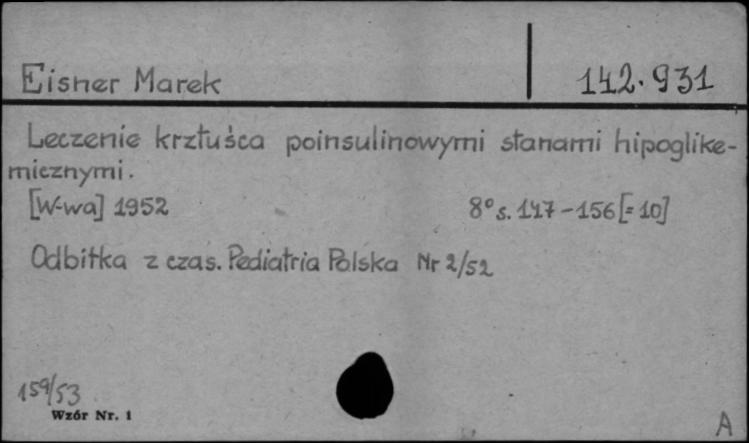 Eisner Marek 142.931
Leczenie krztuśca poinsulinowymi stanami hipoglike-
micznymi.
[W-wa] 1952 8° s. 147-156 [=10]
Odbitka z czas. Pediatria Polska Nr 2/52
159/53
Wzór Nr. 1
A